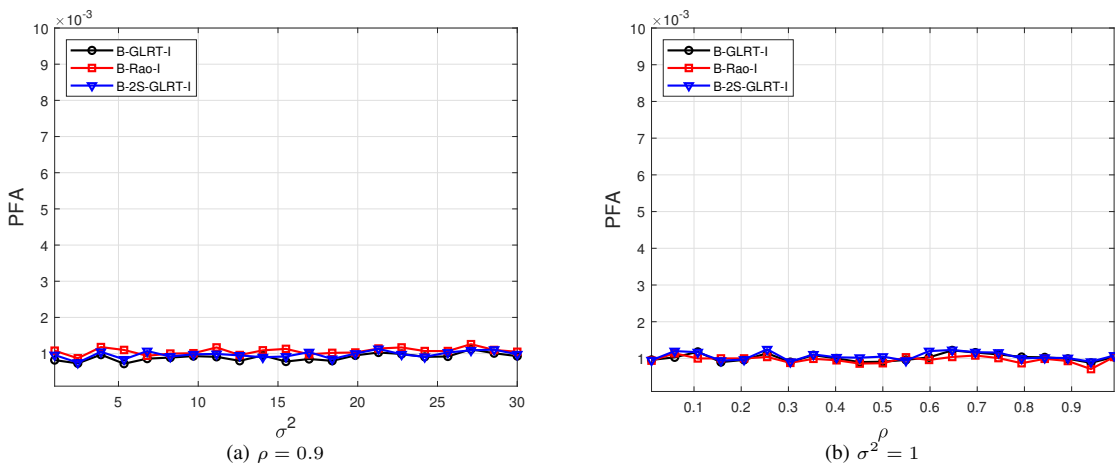 ×10⁻³
B-GLRT-I
B-Rao-I
B-2S-GLRT-I
10
9
8
7
6
5
4
3
2
1
PFA
5 10 15 20 25 30
σ²
(a) ρ = 0.9
×10⁻³
B-GLRT-I
B-Rao-I
B-2S-GLRT-I
10
9
8
7
6
5
4
3
2
1
PFA
0.1 0.2 0.3 0.4 0.5 0.6 0.7 0.8 0.9
ρ
(b) σ² = 1